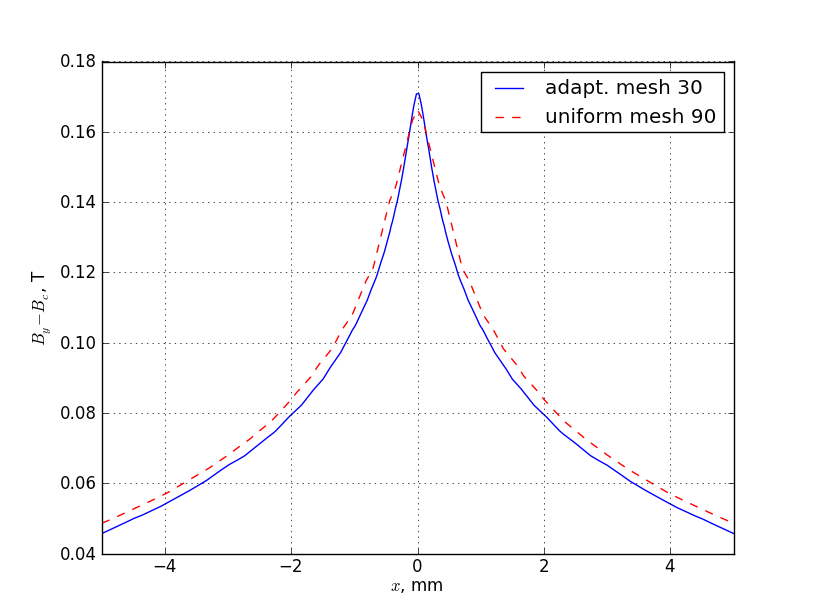 0.18
0.16
0.14
0.12
0.10
0.08
0.06
0.04
B_y − B_c, T
adapt. mesh 30
uniform mesh 90
−4 −2 0 2 4
x, mm